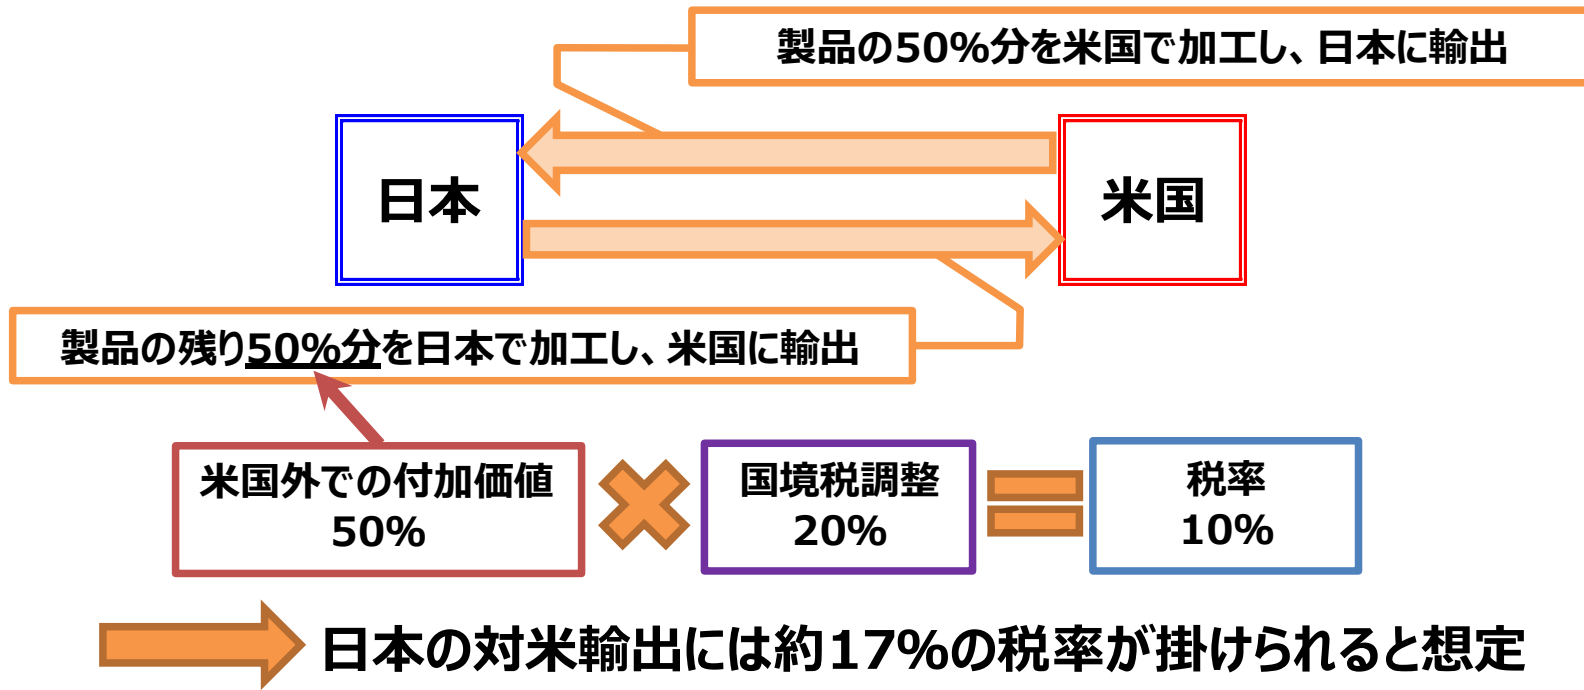 製品の50%分を米国で加工し、日本に輸出
日本
米国
製品の残り50%分を日本で加工し、米国に輸出
米国外での付加価値
50%
国境税調整
20%
税率
10%
日本の対米輸出には約17%の税率が掛けられると想定